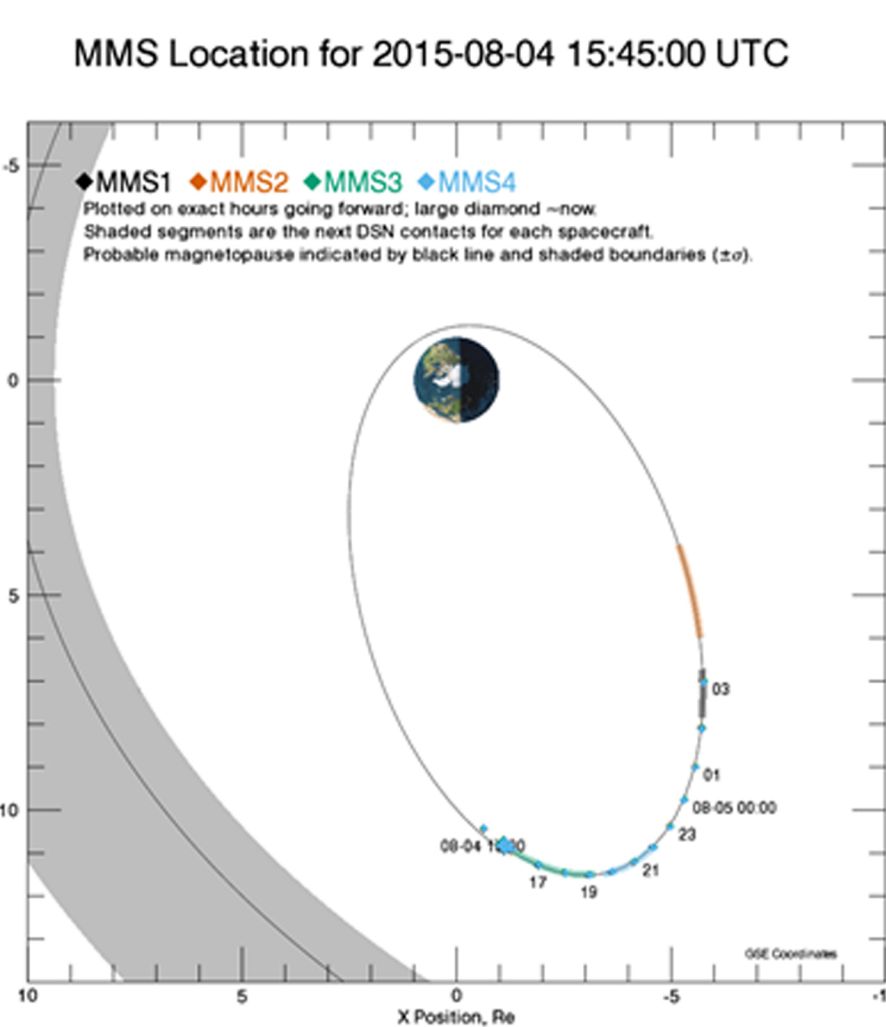 MMS Location for 2015-08-04 15:45:00 UTC
-5
MMS1 MMS2 MMS3 MMS4
Plotted on exact hours going forward; large diamond ~now.
Shaded segments are the next DSN contacts for each spacecraft.
Probable magnetopause indicated by black line and shaded boundaries (±σ).
0
5
03
01
08-05 00:00
10
23
08-04
21
17
19
GSE Coordinates
10 5 0 -5 -1
X Position, Re